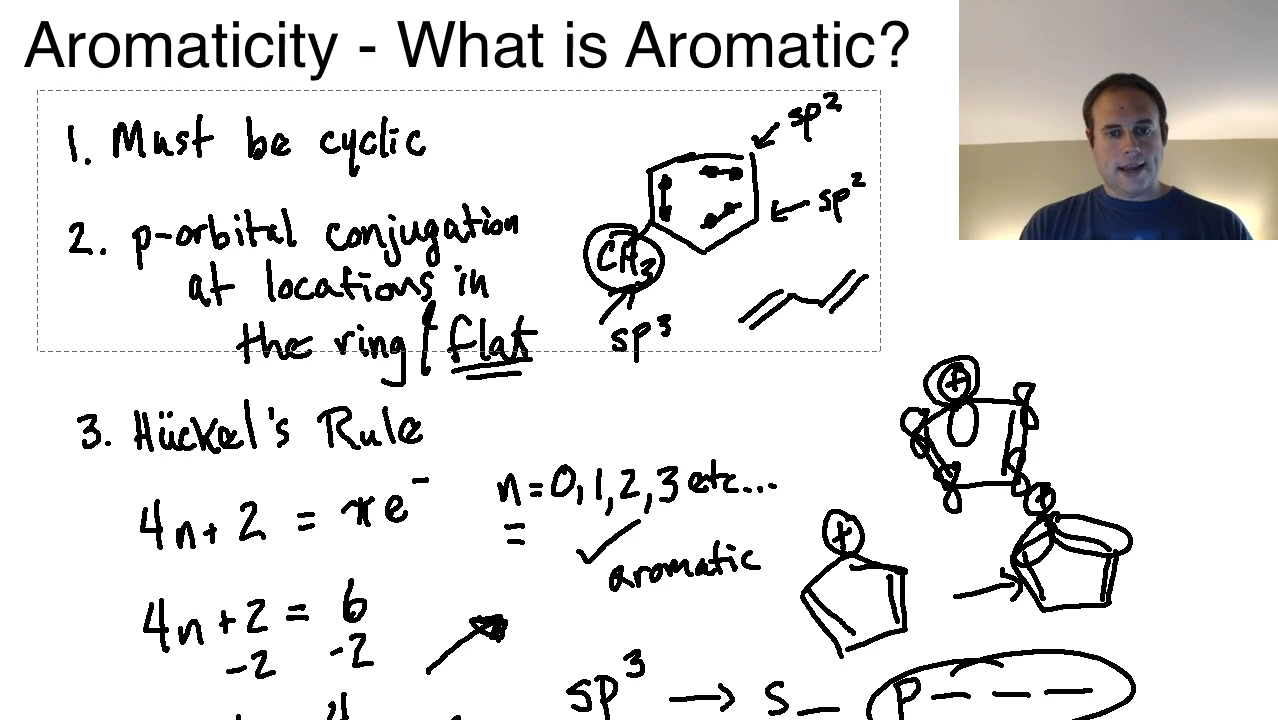 Aromaticity - What is Aromatic?
1. Must be cyclic
2. p-orbital conjugation
at locations in
the ring / flat
sp²
sp²
CH₂
sp³
3. Hückel's Rule
4n+2 = πe⁻
n=0,1,2,3 etc...
aromatic
4n+2 = 6
-2 -2
4
+
+
+
sp³ → s _ p _ _ _